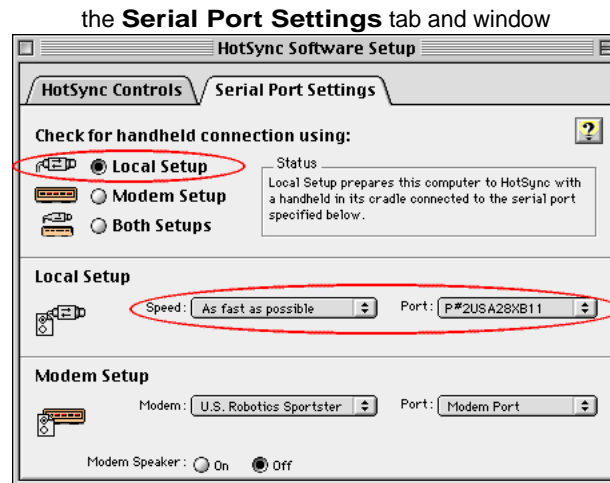 the Serial Port Settings tab and window
HotSync Software Setup
HotSync Controls Serial Port Settings
Check for handheld connection using:
?
Local Setup
Modem Setup
Both Setups
Status
Local Setup prepares this computer to HotSync with
a handheld in its cradle connected to the serial port
specified below.
Local Setup
Speed: As fast as possible Port: P#2USA28XB11
Modem Setup
Modem: U.S. Robotics Sportster Port: Modem Port
Modem Speaker: On Off